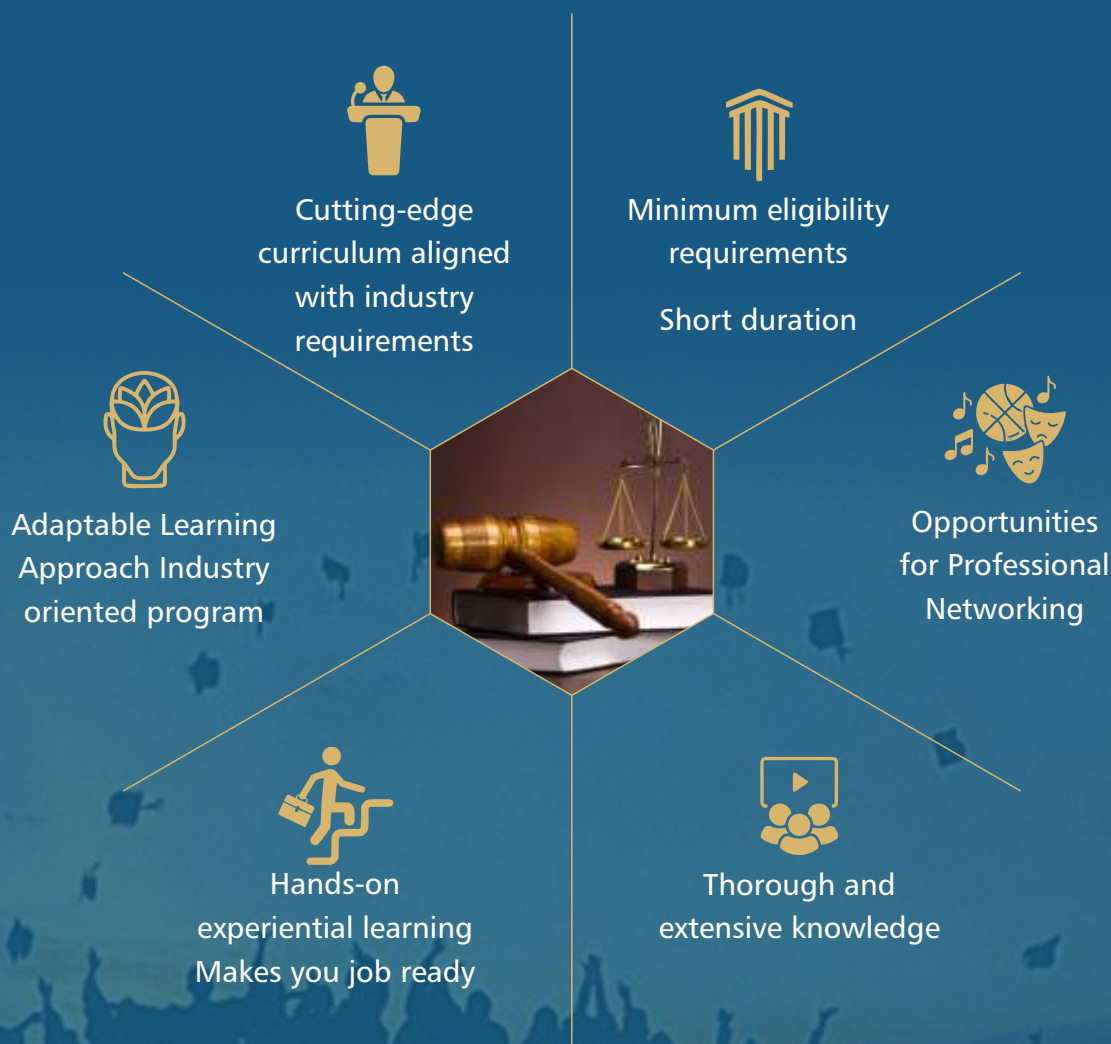 Cutting-edge
curriculum aligned
with industry
requirements
Minimum eligibility
requirements
Short duration
Adaptable Learning
Approach Industry
oriented program
Opportunities
for Professional
Networking
Hands-on
experiential learning
Makes you job ready
Thorough and
extensive knowledge